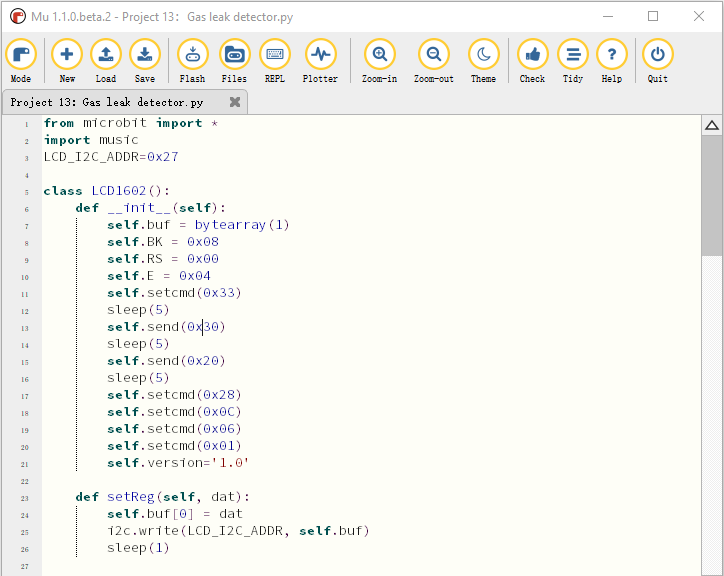 Mu 1.1.0.beta.2 - Project 13: Gas leak detector.py
Mode New Load Save Flash Files REPL Plotter Zoom-in Zoom-out Theme Check Tidy Help Quit
Project 13: Gas leak detector.py
1 from microbit import *
2 import music
3 LCD_I2C_ADDR=0x27
4
5 class LCD1602():
6     def __init__(self):
7         self.buf = bytearray(1)
8         self.BK = 0x08
9         self.RS = 0x00
10         self.E = 0x04
11         self.setcmd(0x33)
12         sleep(5)
13         self.send(0x30)
14         sleep(5)
15         self.send(0x20)
16         sleep(5)
17         self.setcmd(0x28)
18         self.setcmd(0x0C)
19         self.setcmd(0x06)
20         self.setcmd(0x01)
21         self.version='1.0'
22
23     def setReg(self, dat):
24         self.buf[0] = dat
25         i2c.write(LCD_I2C_ADDR, self.buf)
26         sleep(1)
27